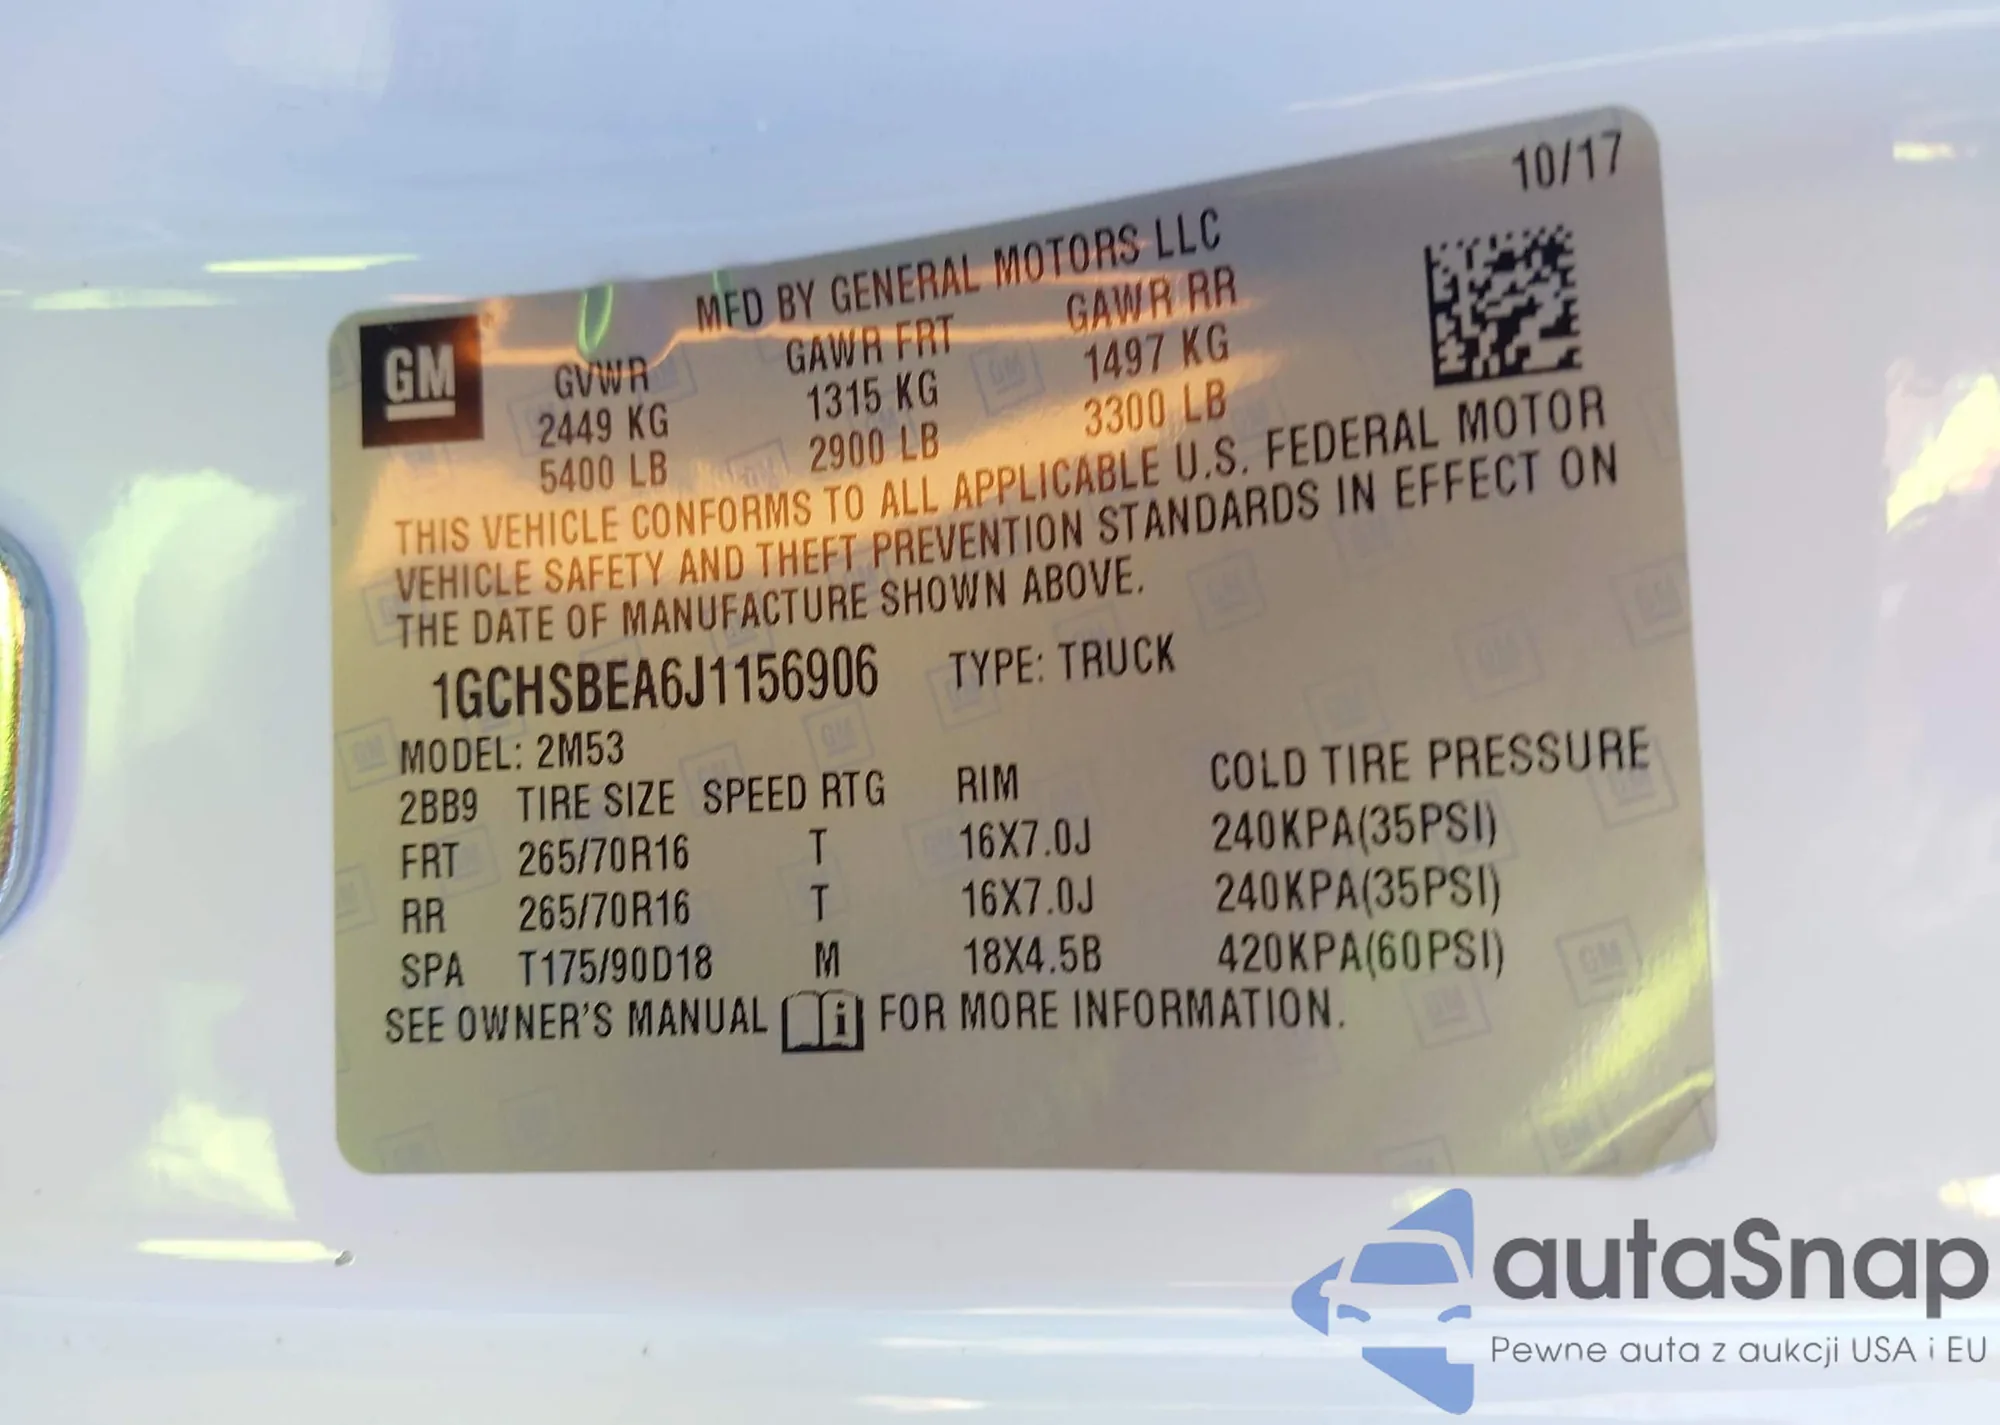 10/17
MFD BY GENERAL MOTORS LLC
GM
GVWR GAWR FRT GAWR RR
2449 KG 1315 KG 1497 KG
5400 LB 2900 LB 3300 LB
THIS VEHICLE CONFORMS TO ALL APPLICABLE U.S. FEDERAL MOTOR
VEHICLE SAFETY AND THEFT PREVENTION STANDARDS IN EFFECT ON
THE DATE OF MANUFACTURE SHOWN ABOVE.
1GCHSBEA6J1156906 TYPE: TRUCK
MODEL: 2M53
2BB9 TIRE SIZE SPEED RTG RIM COLD TIRE PRESSURE
FRT 265/70R16 T 16X7.0J 240KPA(35PSI)
RR 265/70R16 T 16X7.0J 240KPA(35PSI)
SPA T175/90D18 M 18X4.5B 420KPA(60PSI)
SEE OWNER'S MANUAL i FOR MORE INFORMATION.
autaSnap
Pewne auta z aukcji USA i EU